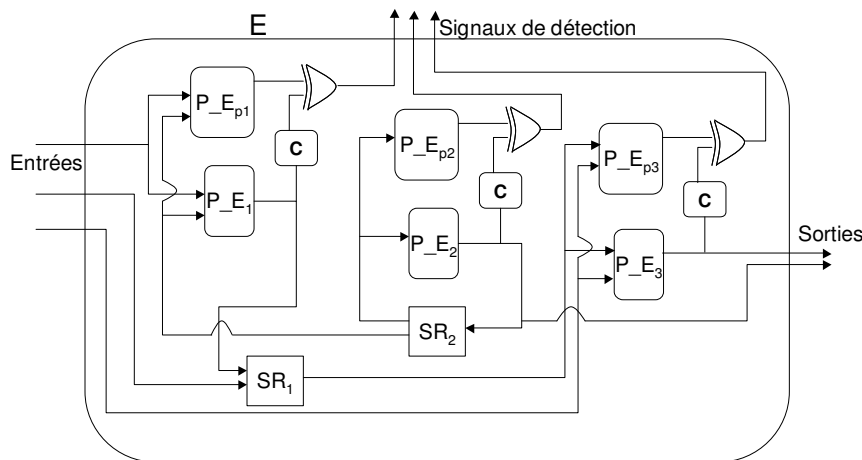 E
Signaux de détection
P_Ep1
C
P_E1
Entrées
P_Ep2
C
P_E2
P_Ep3
C
P_E3
Sorties
SR2
SR1